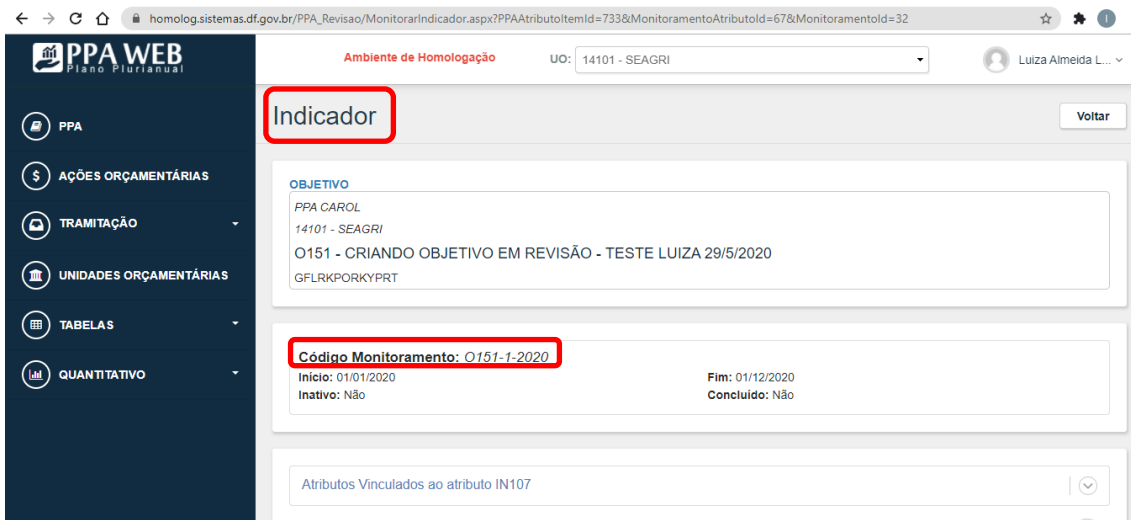 homolog.sistemas.df.gov.br/PPA_Revisao/MonitorarIndicador.aspx?PPAAtributoItemId=733&MonitoramentoAtributoId=67&MonitoramentoId=32
I
PPA WEB
Plano Plurianual
Ambiente de Homologação
UO:
14101 - SEAGRI
Luiza Almeida L...
PPA
AÇÕES ORÇAMENTÁRIAS
TRAMITAÇÃO
UNIDADES ORÇAMENTÁRIAS
TABELAS
QUANTITATIVO
Indicador
Voltar
OBJETIVO
PPA CAROL
14101 - SEAGRI
O151 - CRIANDO OBJETIVO EM REVISÃO - TESTE LUIZA 29/5/2020
GFLRKPORKYPRT
Código Monitoramento: O151-1-2020
Início: 01/01/2020
Fim: 01/12/2020
Inativo: Não
Concluído: Não
Atributos Vinculados ao atributo IN107